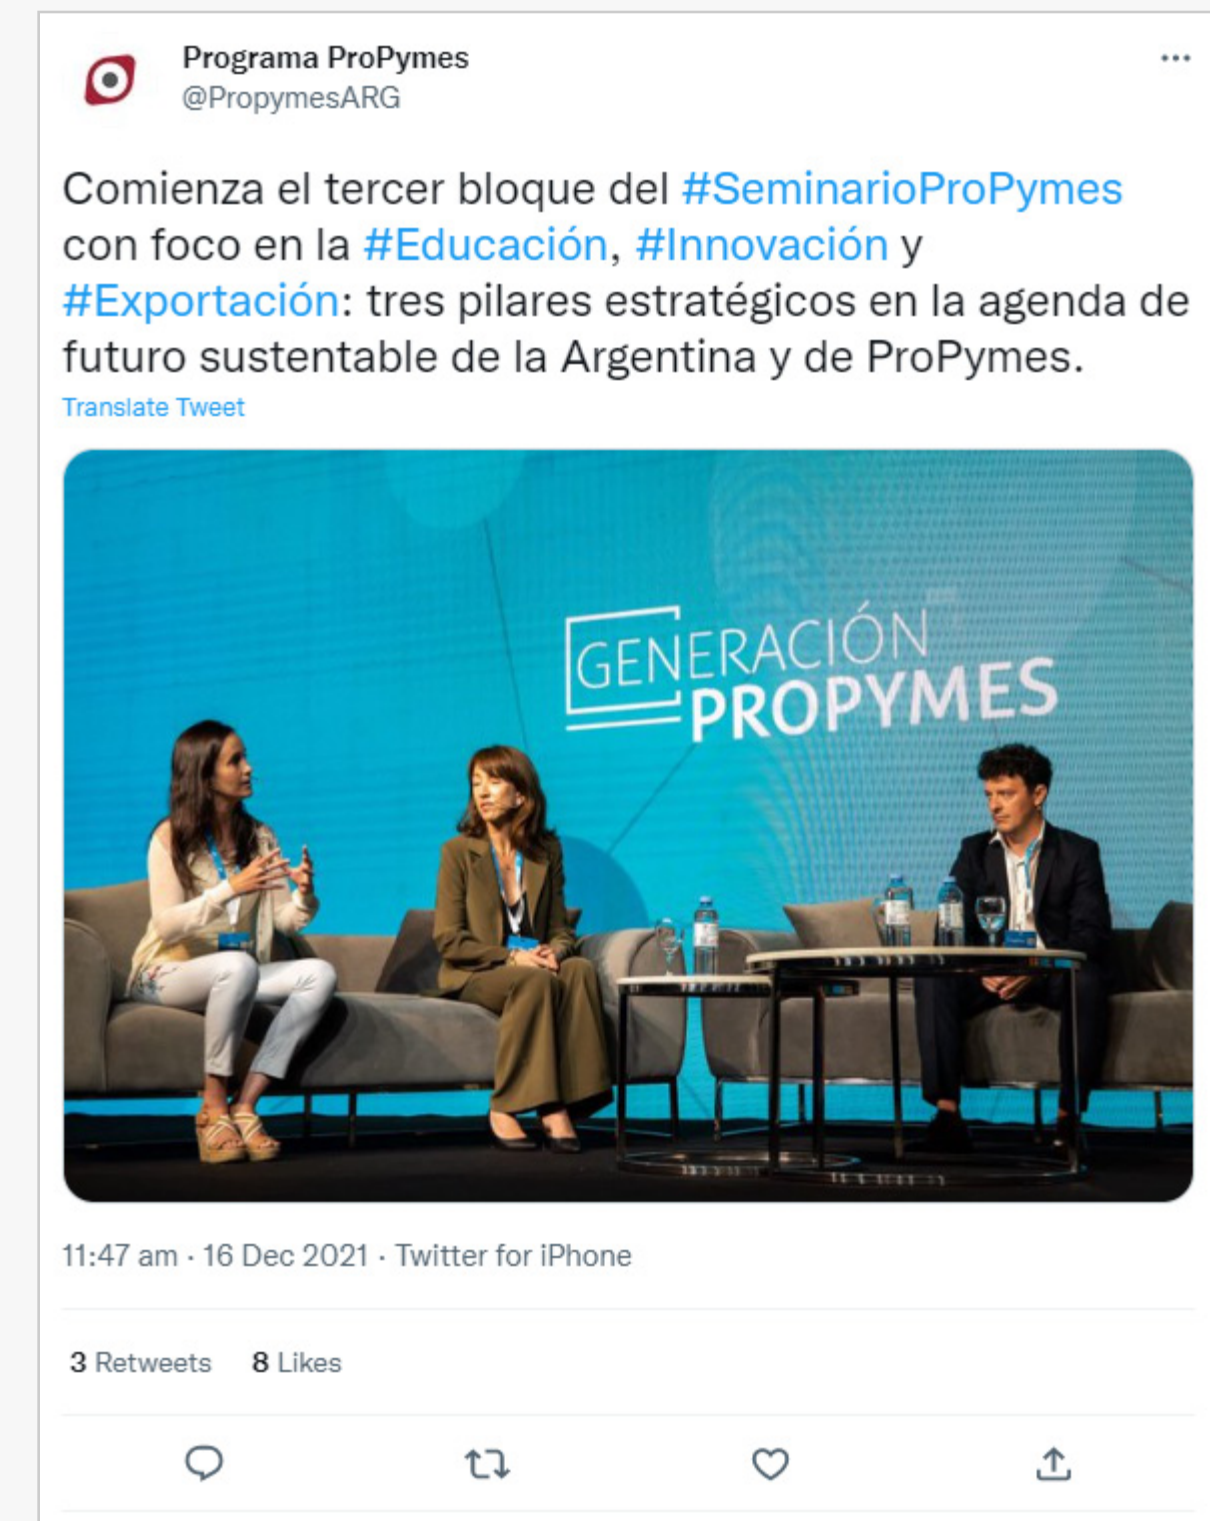 Programa ProPymes
@PropymesARG
Comienza el tercer bloque del #SeminarioProPymes
con foco en la #Educación, #Innovación y
#Exportación: tres pilares estratégicos en la agenda de
futuro sustentable de la Argentina y de ProPymes.
Translate Tweet
GENERACIÓN
PROPYMES
11:47 am · 16 Dec 2021 · Twitter for iPhone
3 Retweets 8 Likes